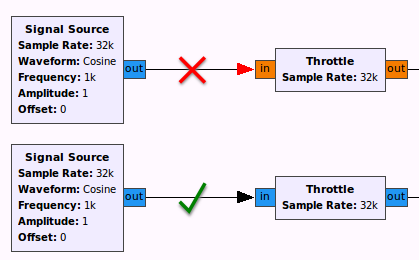 Signal Source
Sample Rate: 32k
Waveform: Cosine
Frequency: 1k
Amplitude: 1
Offset: 0
out
in
Throttle
Sample Rate: 32k
out
Signal Source
Sample Rate: 32k
Waveform: Cosine
Frequency: 1k
Amplitude: 1
Offset: 0
out
in
Throttle
Sample Rate: 32k
out